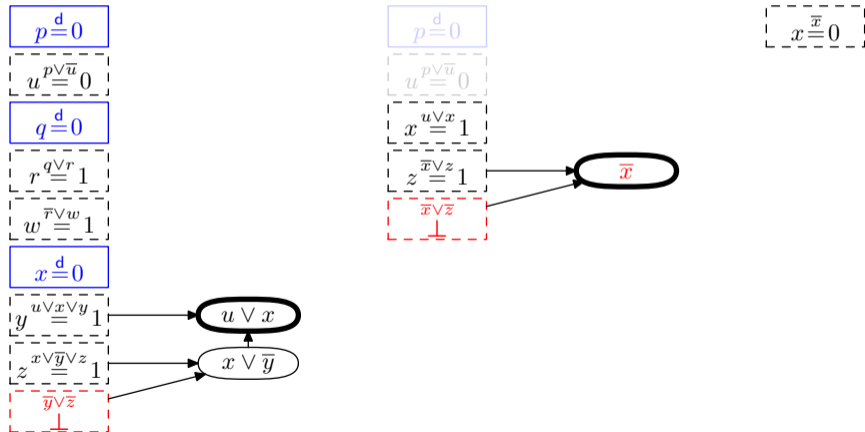 p d= 0
u p∨u̅= 0
q d= 0
r q∨r= 1
w r̅∨w= 1
x d= 0
y u∨x∨y= 1
u ∨ x
z x∨y̅∨z= 1
x ∨ y̅
y̅∨z̅
⊥
p d= 0
u p∨u̅= 0
x u∨x= 1
z x̅∨z= 1
x̅
x̅∨z̅
⊥
x x̅= 0